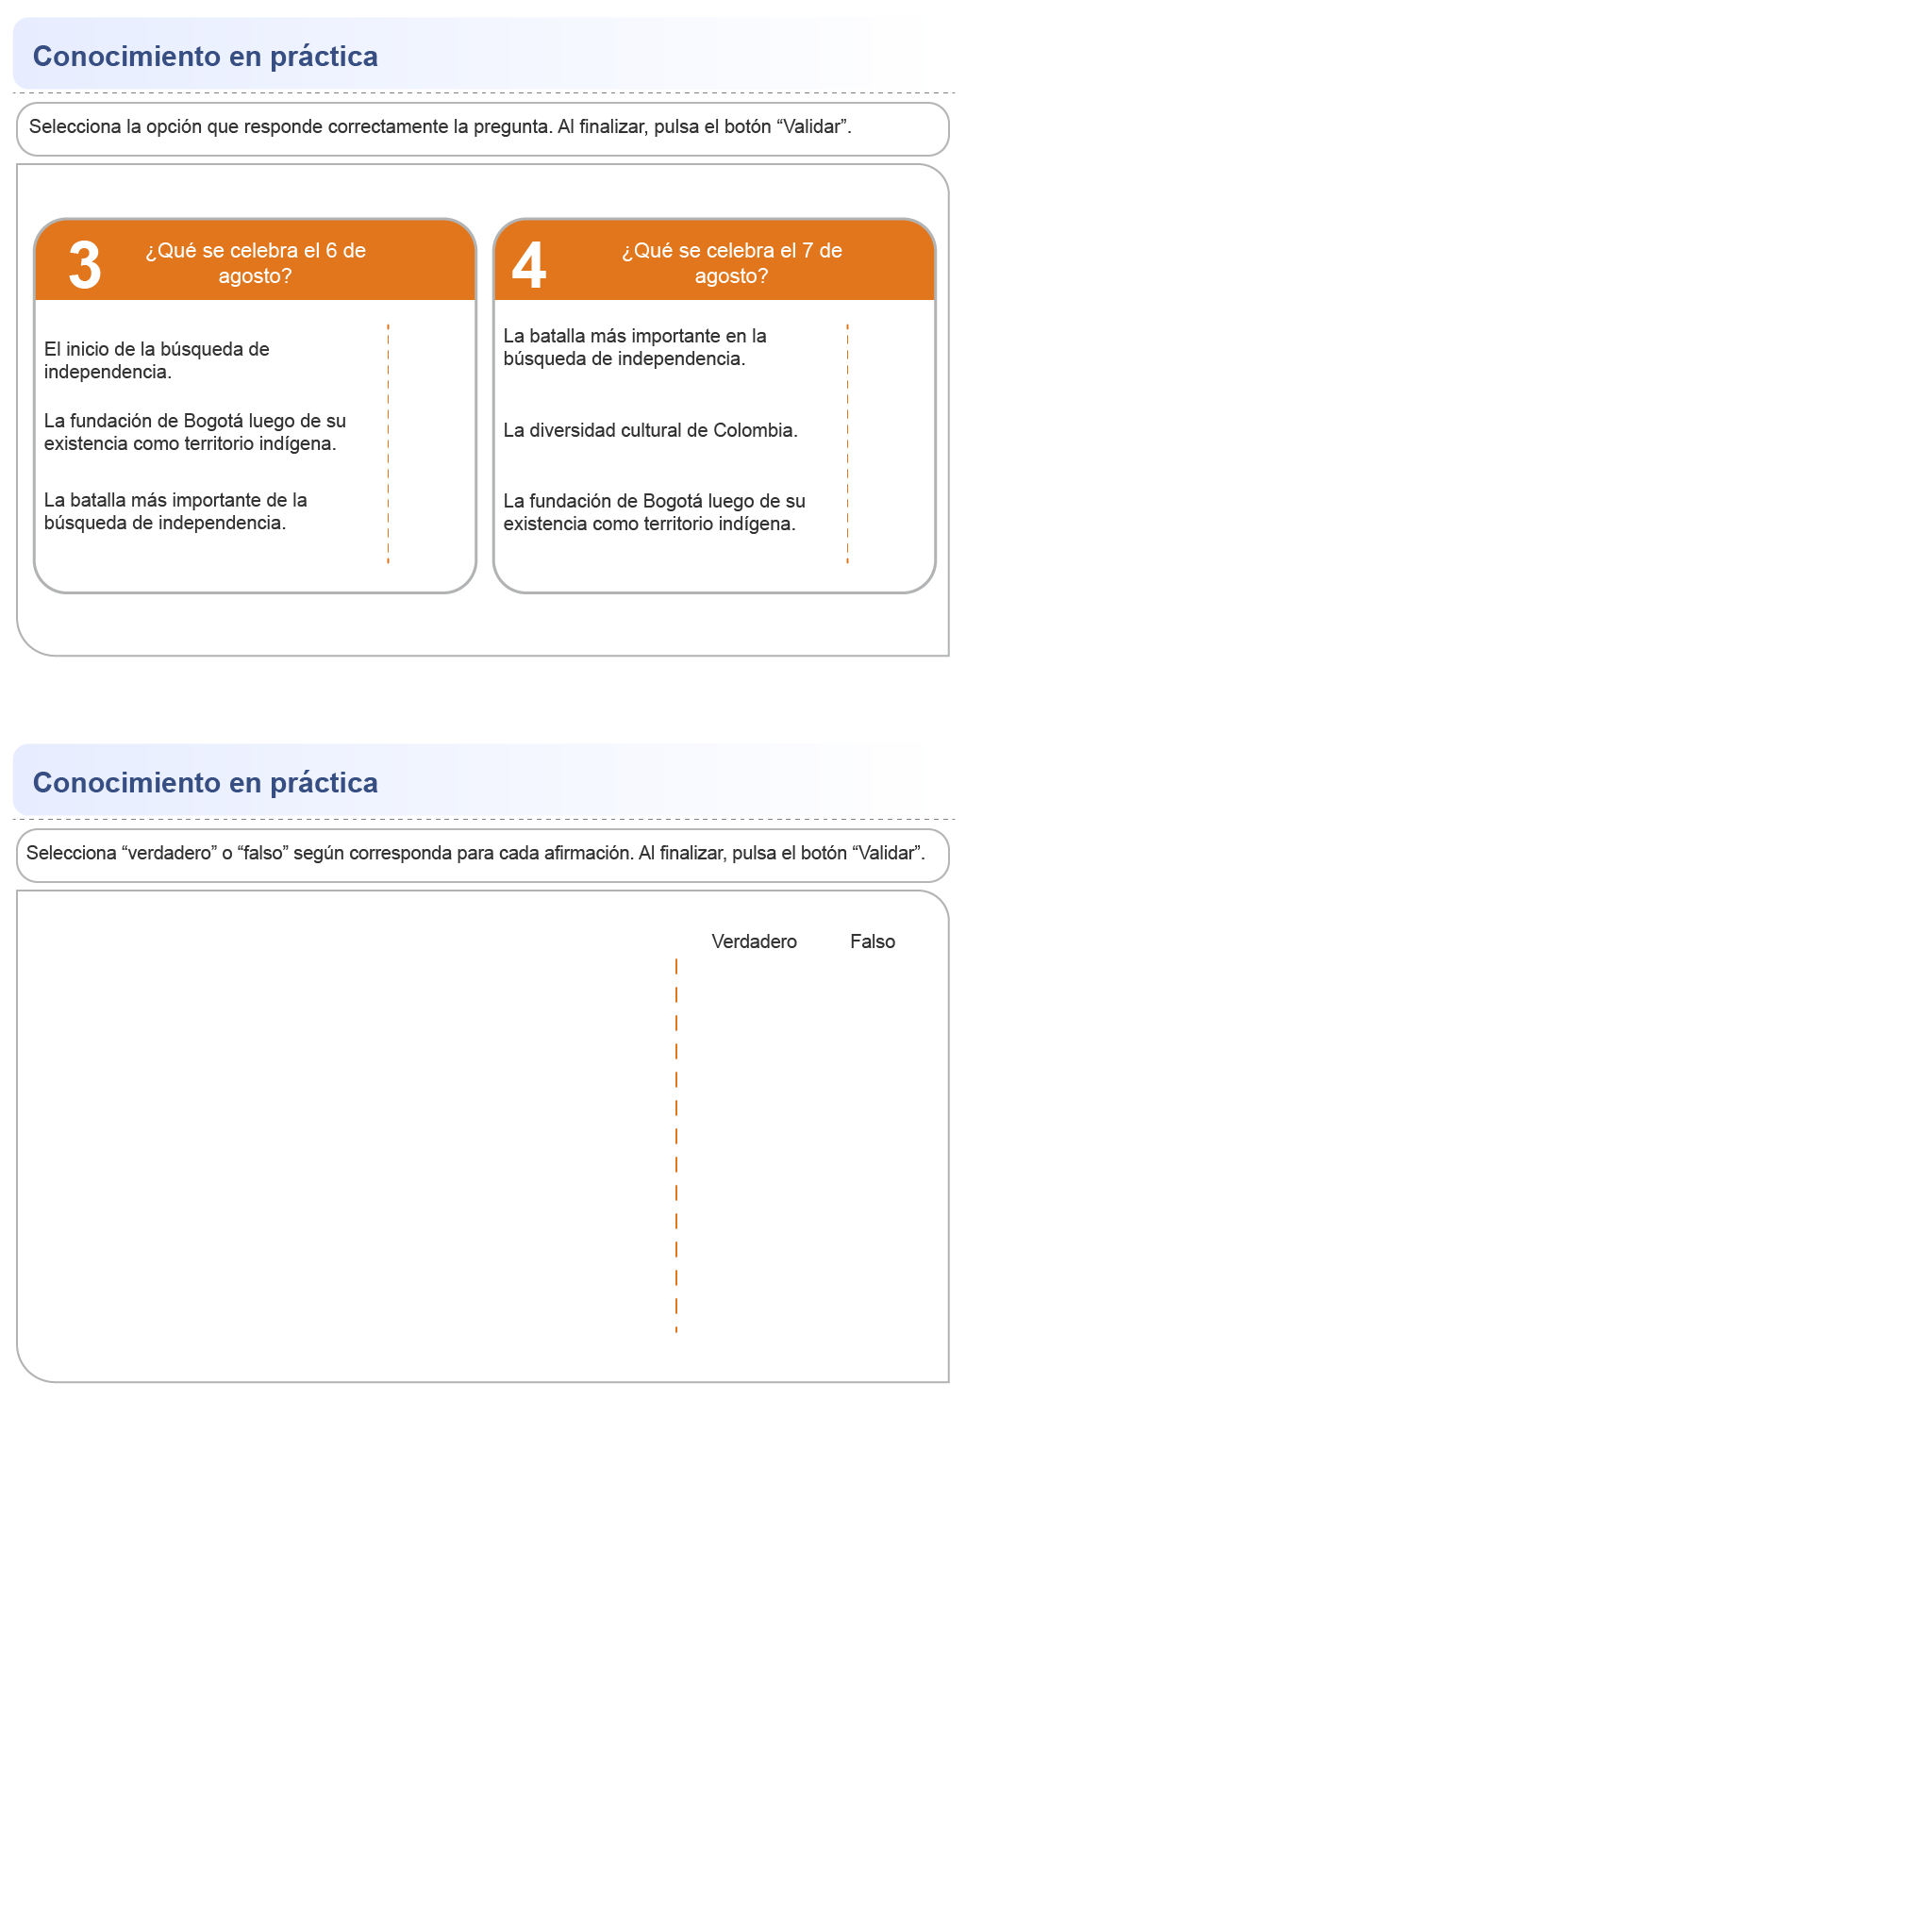 Conocimiento en práctica
Selecciona la opción que responde correctamente la pregunta. Al finalizar, pulsa el botón “Validar”.
3
¿Qué se celebra el 6 de
agosto?
El inicio de la búsqueda de
independencia.
La fundación de Bogotá luego de su
existencia como territorio indígena.
La batalla más importante de la
búsqueda de independencia.
4
¿Qué se celebra el 7 de
agosto?
La batalla más importante en la
búsqueda de independencia.
La diversidad cultural de Colombia.
La fundación de Bogotá luego de su
existencia como territorio indígena.
Conocimiento en práctica
Selecciona “verdadero” o “falso” según corresponda para cada afirmación. Al finalizar, pulsa el botón “Validar”.
Verdadero Falso